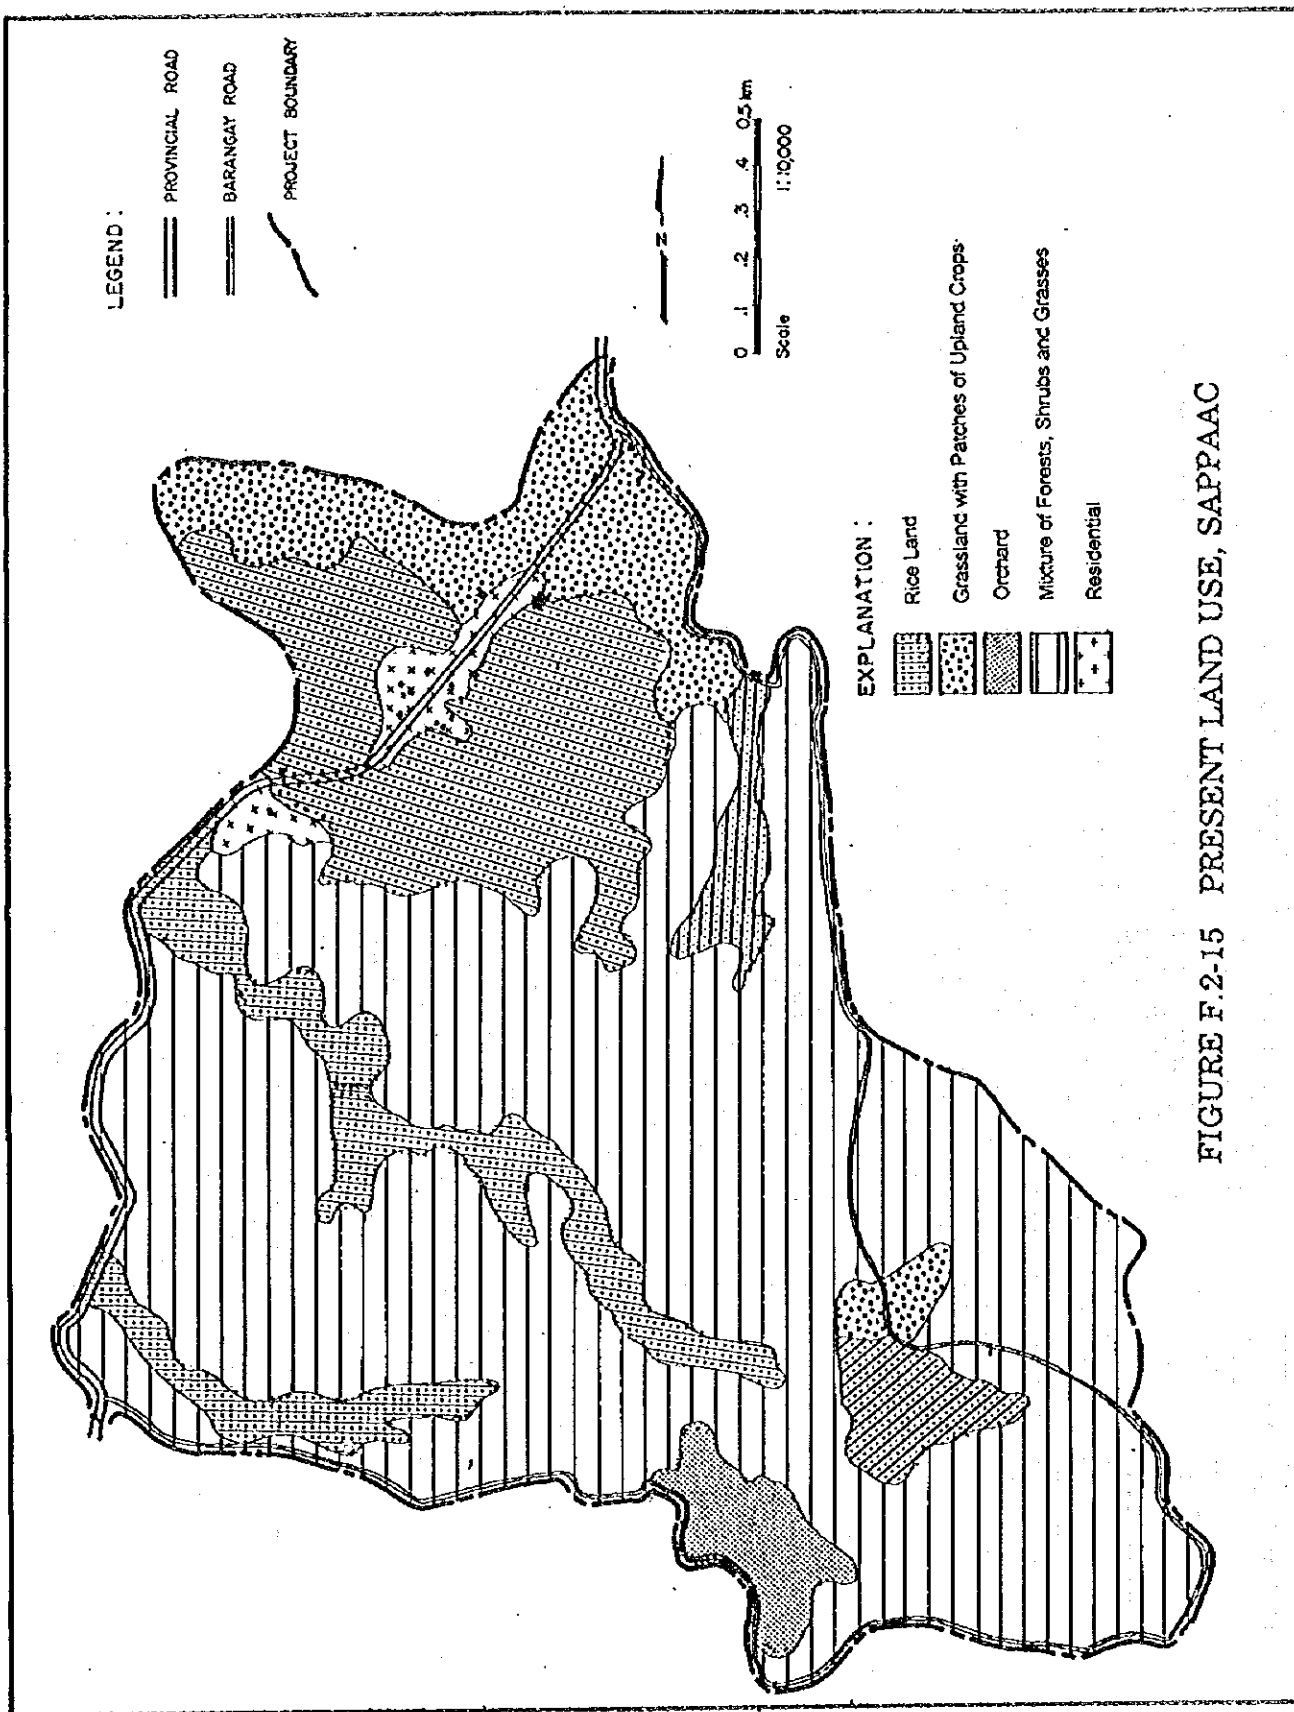 LEGEND :
PROVINCIAL ROAD
BARANGAY ROAD
PROJECT BOUNDARY
N
0 .1 .2 .3 .4 0.5 km
Scale 1:10,000
EXPLANATION :
Rice Land
Grassland with Patches of Upland Crops
Orchard
Mixture of Forests, Shrubs and Grasses
Residential
FIGURE F.2-15 PRESENT LAND USE, SAPPAAC